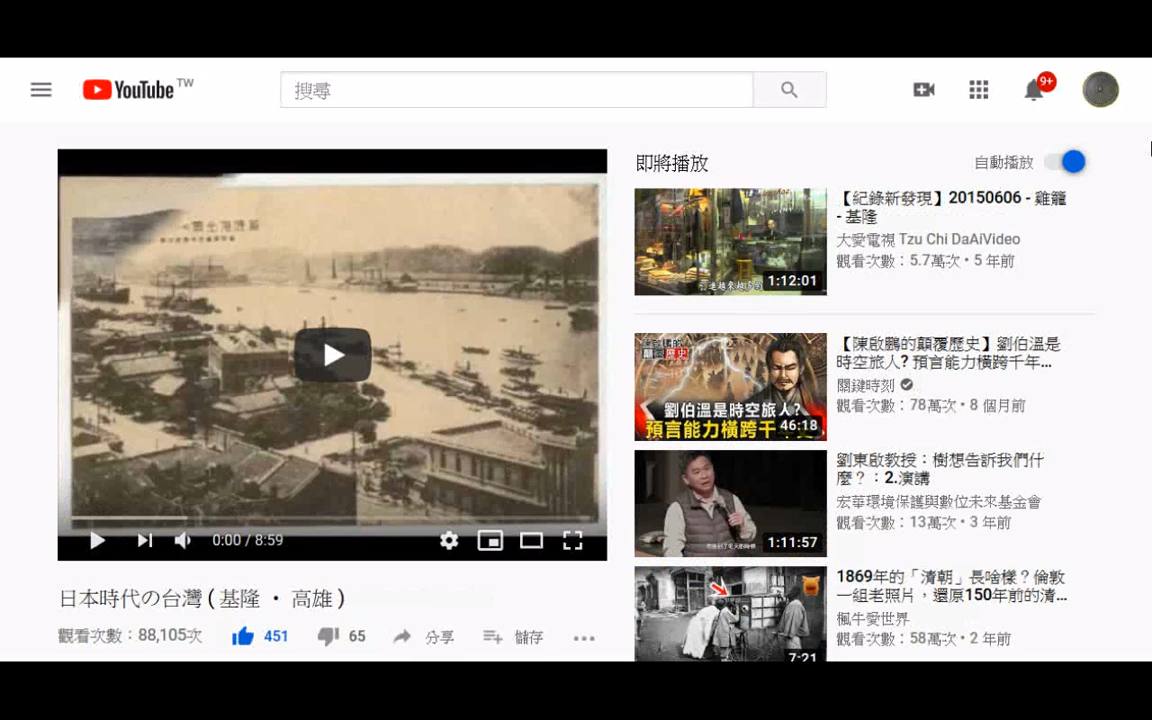 YouTube TW
搜尋
9+
即將播放
自動播放
0:00 / 8:59
日本時代の台灣 ( 基隆 ・ 高雄 )
觀看次數：88,105次
451
65
分享
儲存
1:12:01
【紀錄新發現】20150606 - 雞籠
- 基隆
大愛電視 Tzu Chi DaAiVideo
觀看次數：5.7萬次 • 5 年前
陳啟鵬的
顛覆歷史
劉伯溫是時空旅人?
46:18
【陳啟鵬的顛覆歷史】劉伯溫是
時空旅人? 預言能力橫跨千年...
關鍵時刻
觀看次數：78萬次 • 8 個月前
1:11:57
劉東啟教授：樹想告訴我們什
麼？：2.演講
宏華環境保護與數位未來基金會
觀看次數：13萬次 • 3 年前
7:21
1869年的「清朝」長啥樣？倫敦
一組老照片，還原150年前的清...
楓牛愛世界
觀看次數：58萬次 • 2 年前